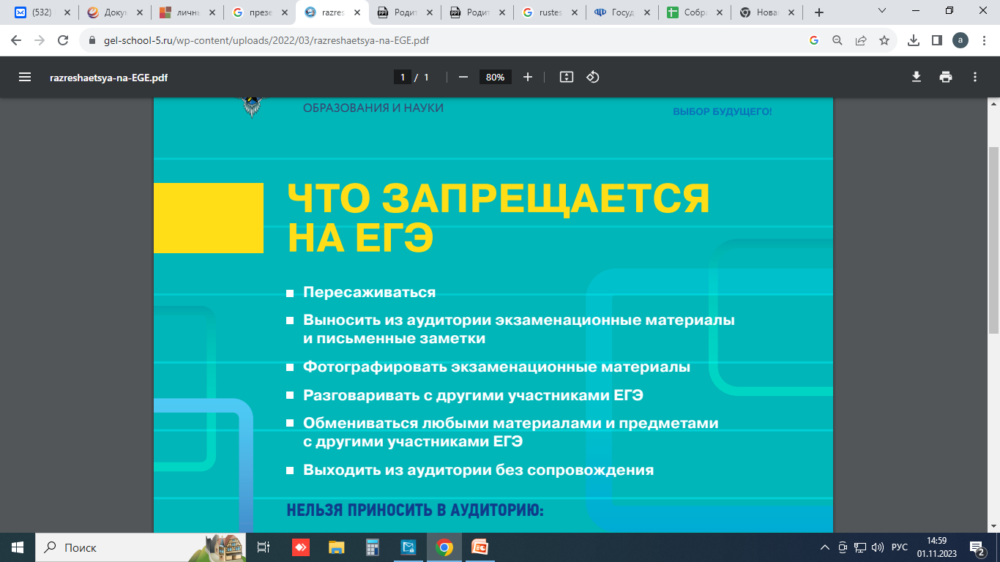 (532)
Доку
личнь
презе
razres
Родит
Родит
rustes
Госуд
Собра
Нова
gel-school-5.ru/wp-content/uploads/2022/03/razreshaetsya-na-EGE.pdf
a
razreshaetsya-na-EGE.pdf
1 / 1
80%
ОБРАЗОВАНИЯ И НАУКИ
ВЫБОР БУДУЩЕГО!
ЧТО ЗАПРЕЩАЕТСЯ
НА ЕГЭ
Пересаживаться
Выносить из аудитории экзаменационные материалы
и письменные заметки
Фотографировать экзаменационные материалы
Разговаривать с другими участниками ЕГЭ
Обмениваться любыми материалами и предметами
с другими участниками ЕГЭ
Выходить из аудитории без сопровождения
НЕЛЬЗЯ ПРИНОСИТЬ В АУДИТОРИЮ:
Поиск
РУС
14:59
01.11.2023
2